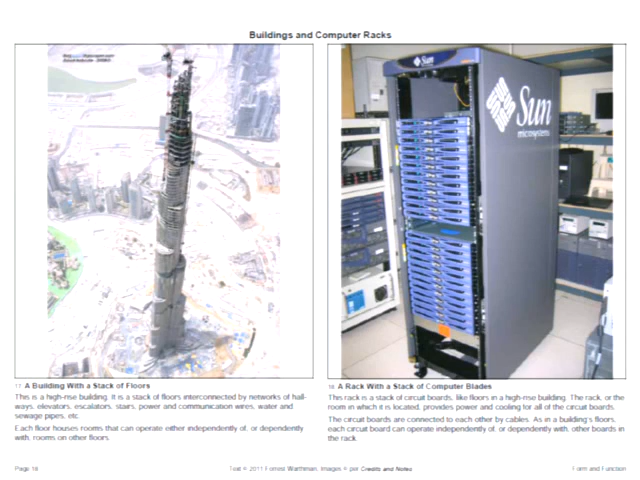 Buildings and Computer Racks
Sun
Sun
microsystems
17 A Building With a Stack of Floors
This is a high-rise building. It is a stack of floors interconnected by networks of hall-
ways, elevators, escalators, stairs, power and communication wires, water and
sewage pipes, etc.
Each floor houses rooms that can operate either independently of, or dependently
with, rooms on other floors.
18 A Rack With a Stack of Computer Blades
This rack is a stack of circuit boards, like floors in a high-rise building. The rack, or the
room in which it is located, provides power and cooling for all of the circuit boards.
The circuit boards are connected to each other by cables. As in a building's floors,
each circuit board can operate independently of, or dependently with, other boards in
the rack.
Page 18
Text © 2011 Forrest Warthman, Images © per Credits and Notes
Form and Function